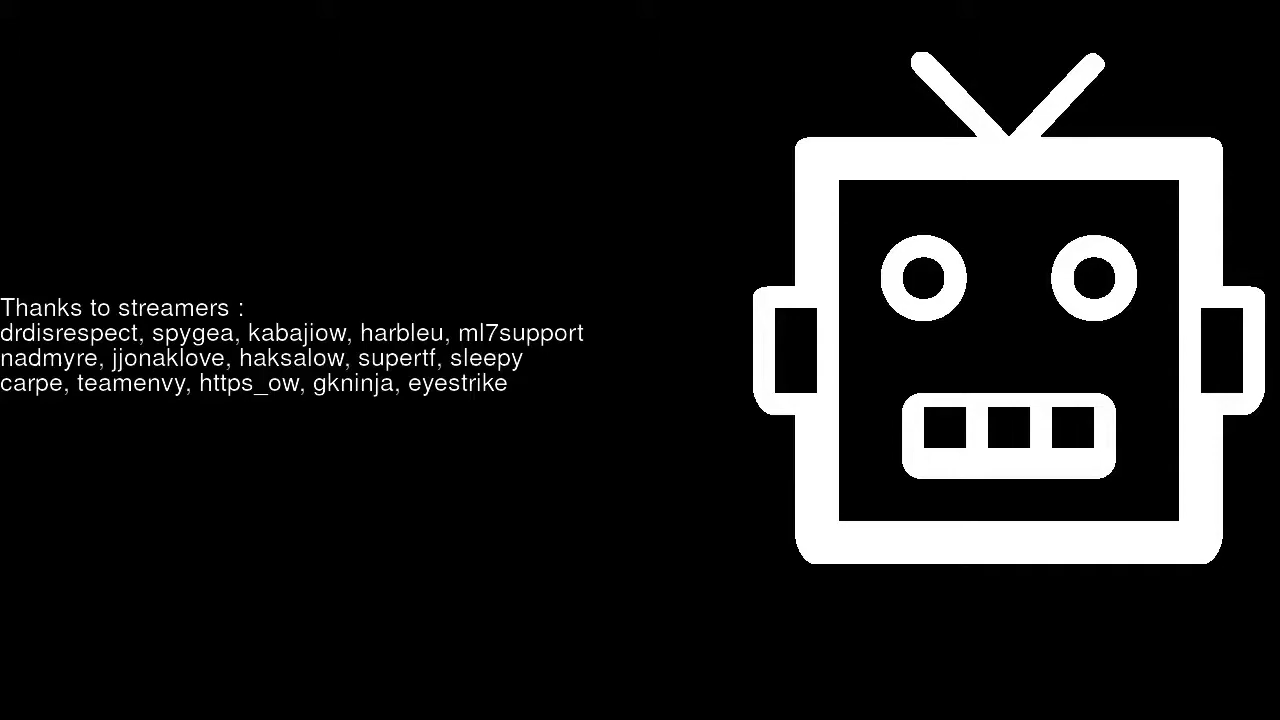 Thanks to streamers :
drdisrespect, spygea, kabajiow, harbleu, ml7support
nadmyre, jjonaklove, haksalow, supertf, sleepy
carpe, teamenvy, https_ow, gkninja, eyestrike